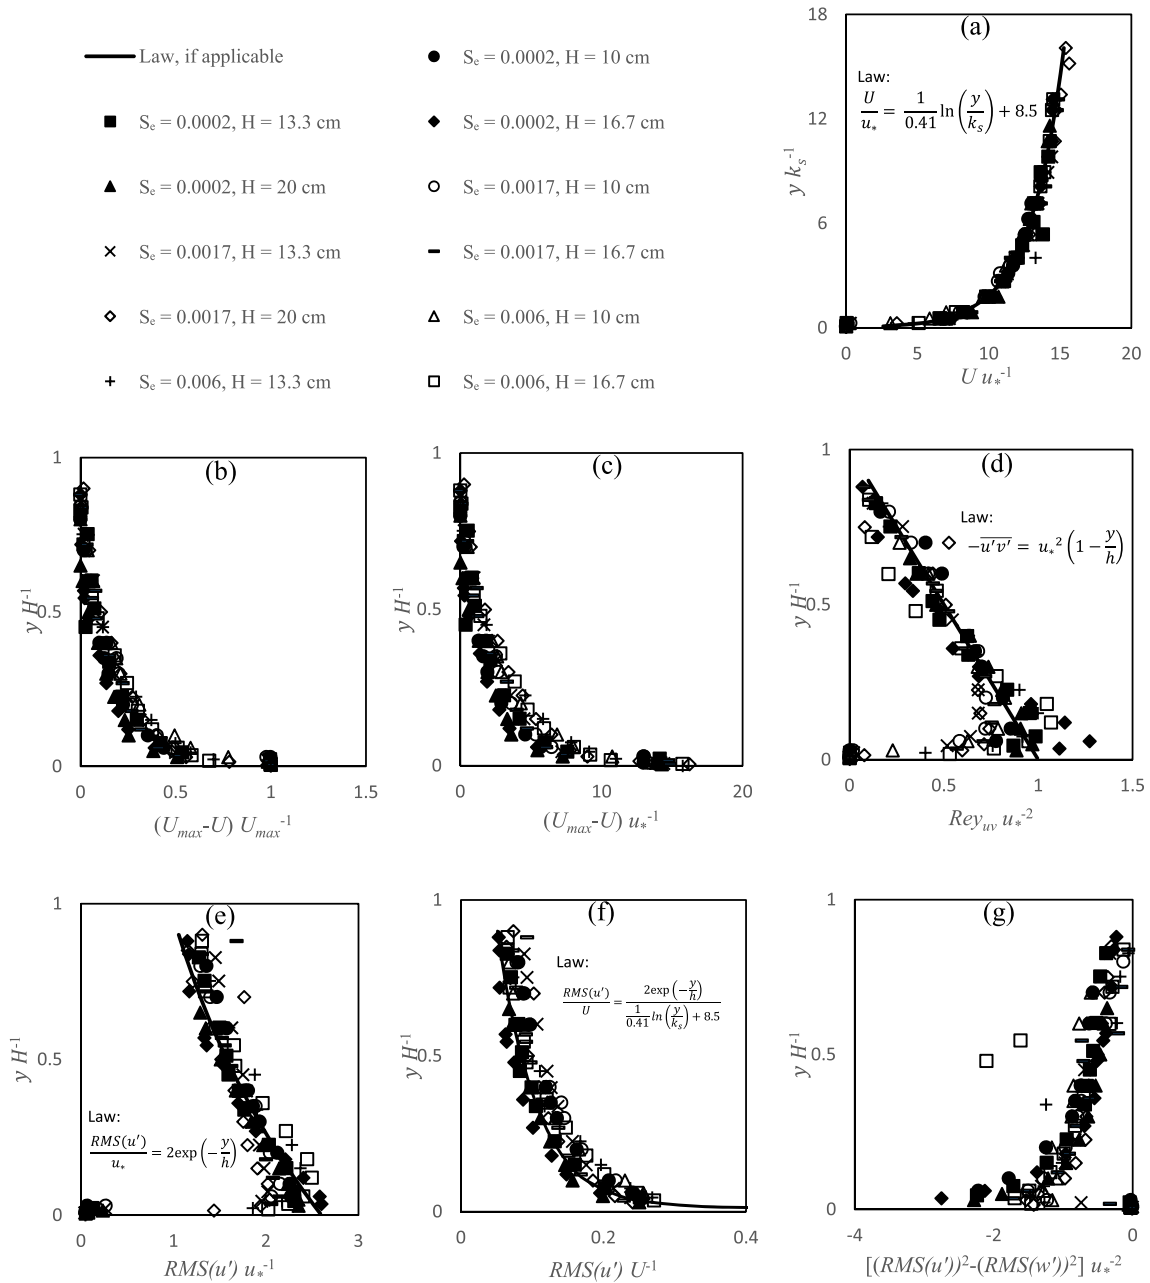 Law, if applicable
Sₑ = 0.0002, H = 10 cm
Sₑ = 0.0002, H = 13.3 cm
Sₑ = 0.0002, H = 16.7 cm
Sₑ = 0.0002, H = 20 cm
Sₑ = 0.0017, H = 10 cm
Sₑ = 0.0017, H = 13.3 cm
Sₑ = 0.0017, H = 16.7 cm
Sₑ = 0.0017, H = 20 cm
Sₑ = 0.006, H = 10 cm
Sₑ = 0.006, H = 13.3 cm
Sₑ = 0.006, H = 16.7 cm
(a)
18
12
6
0
y kₛ⁻¹
Law:
U/u* = 1/0.41 ln(y/kₛ) + 8.5
0 5 10 15 20
U u*⁻¹
(b)
1
0.5
0
y H⁻¹
0 0.5 1 1.5
(Umax-U) Umax⁻¹
(c)
1
0.5
0
y H⁻¹
0 10 20
(Umax-U) u*⁻¹
(d)
1
0.5
0
y H⁻¹
Law:
-u'v' = u*² (1 - y/h)
0 0.5 1 1.5
Reyuv u*⁻²
(e)
1
0.5
0
y H⁻¹
Law:
RMS(u')/u* = 2exp(-y/h)
0 1 2 3
RMS(u') u*⁻¹
(f)
1
0.5
0
y H⁻¹
Law:
RMS(u')/U = 2exp(-y/h) / (1/0.41 ln(y/kₛ) + 8.5)
0 0.2 0.4
RMS(u') U⁻¹
(g)
1
0.5
0
y H⁻¹
-4 -2 0
[(RMS(u'))²-(RMS(w'))²] u*⁻²